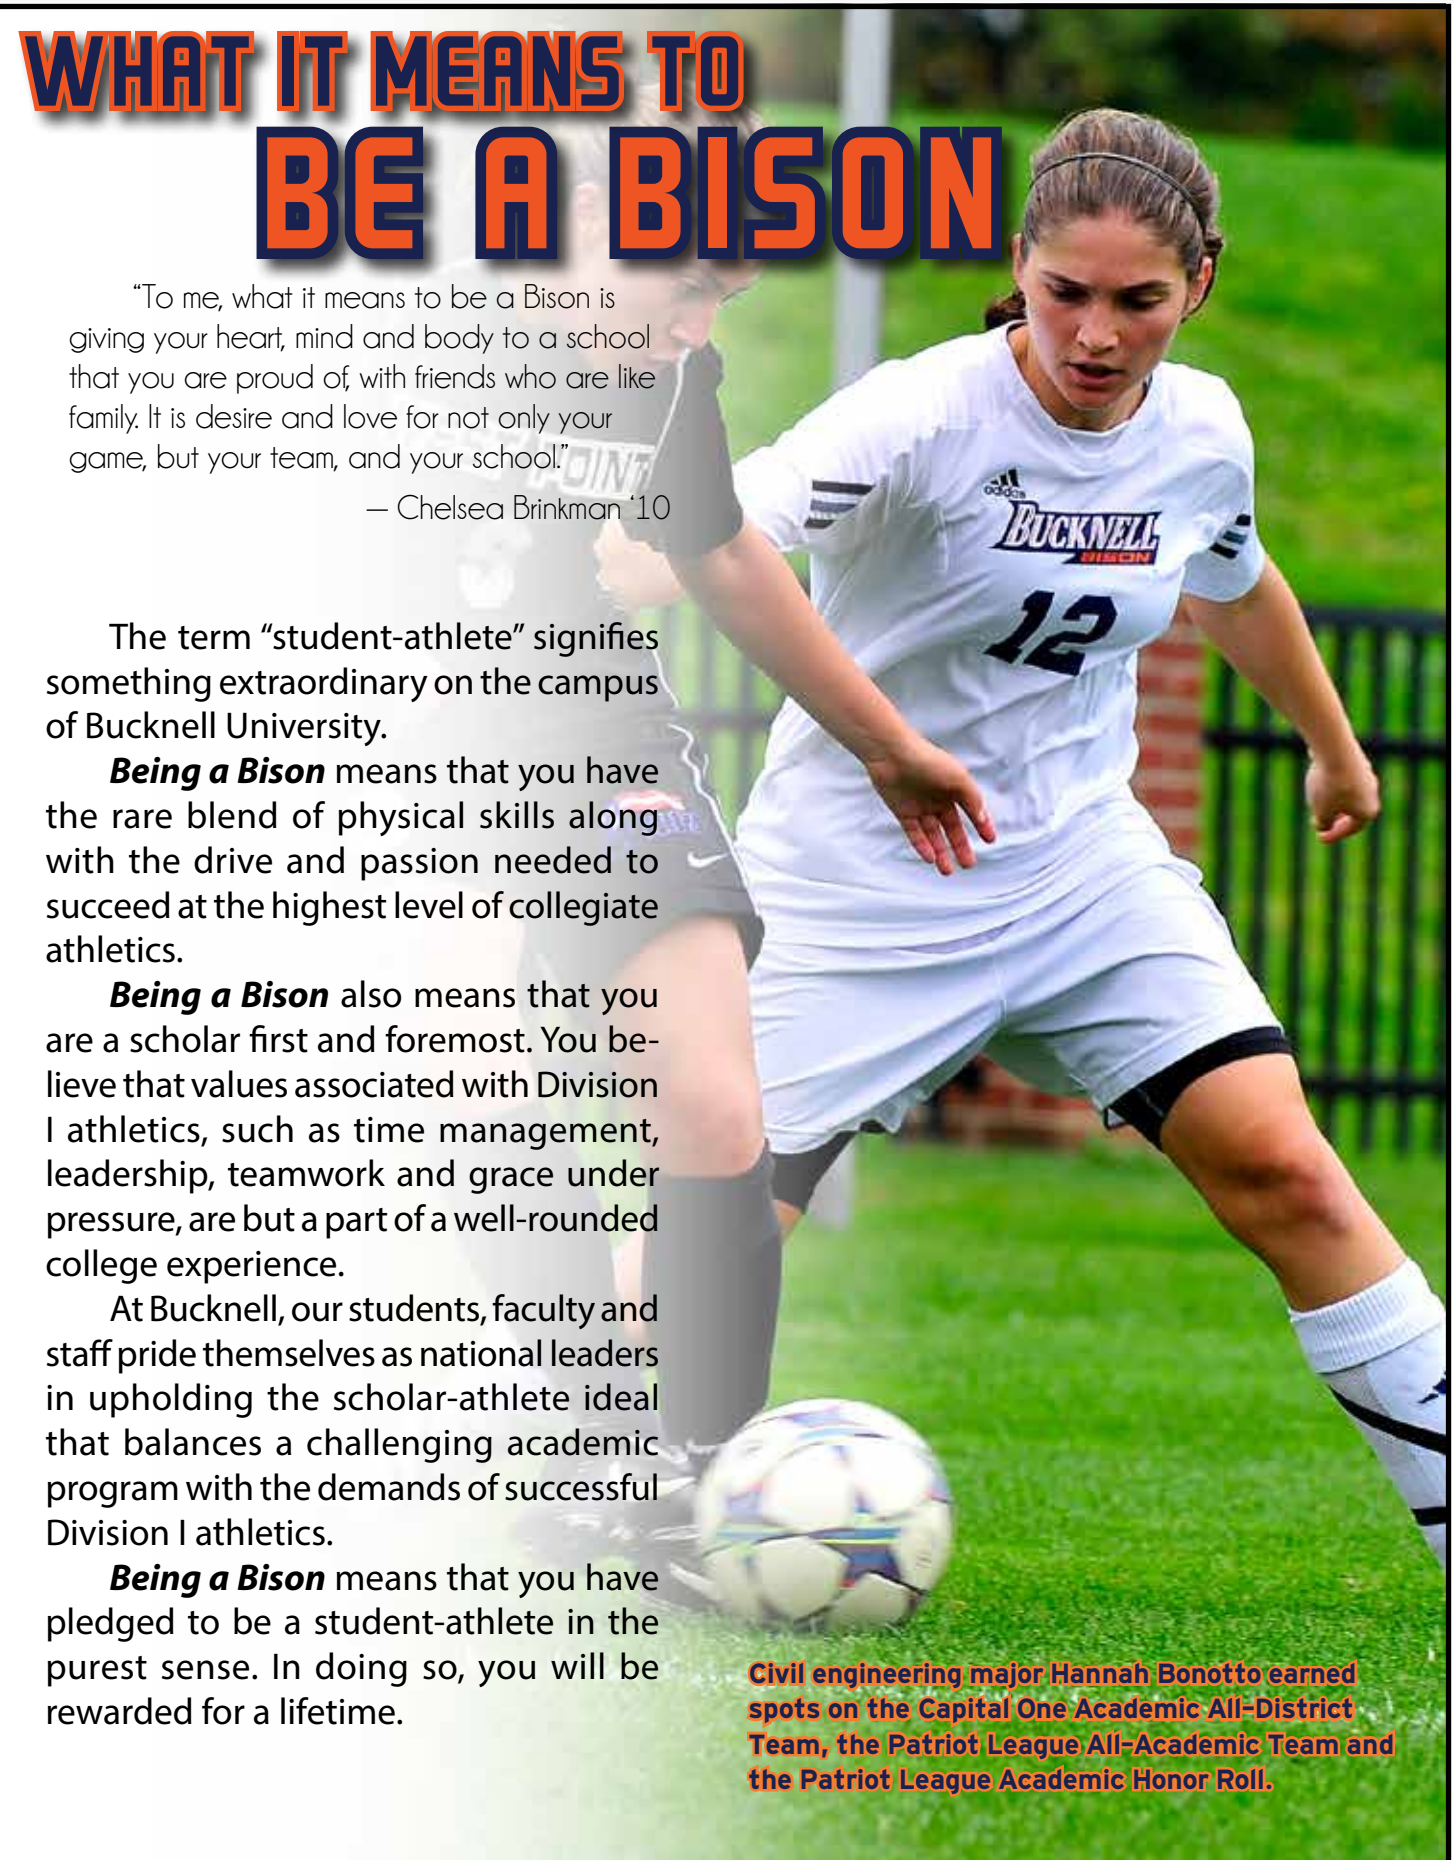 WHAT IT MEANS TO
BE A BISON
“To me, what it means to be a Bison is
giving your heart, mind and body to a school
that you are proud of, with friends who are like
family. It is desire and love for not only your
game, but your team, and your school.”
— Chelsea Brinkman ‘10
The term “student-athlete” signifies
something extraordinary on the campus
of Bucknell University.
Being a Bison means that you have
the rare blend of physical skills along
with the drive and passion needed to
succeed at the highest level of collegiate
athletics.
Being a Bison also means that you
are a scholar first and foremost. You be-
lieve that values associated with Division
I athletics, such as time management,
leadership, teamwork and grace under
pressure, are but a part of a well-rounded
college experience.
At Bucknell, our students, faculty and
staff pride themselves as national leaders
in upholding the scholar-athlete ideal
that balances a challenging academic
program with the demands of successful
Division I athletics.
Being a Bison means that you have
pledged to be a student-athlete in the
purest sense. In doing so, you will be
rewarded for a lifetime.
adidas
BUCKNELL
BISON
12
POINT
Civil engineering major Hannah Bonotto earned
spots on the Capital One Academic All-District
Team, the Patriot League All-Academic Team and
the Patriot League Academic Honor Roll.